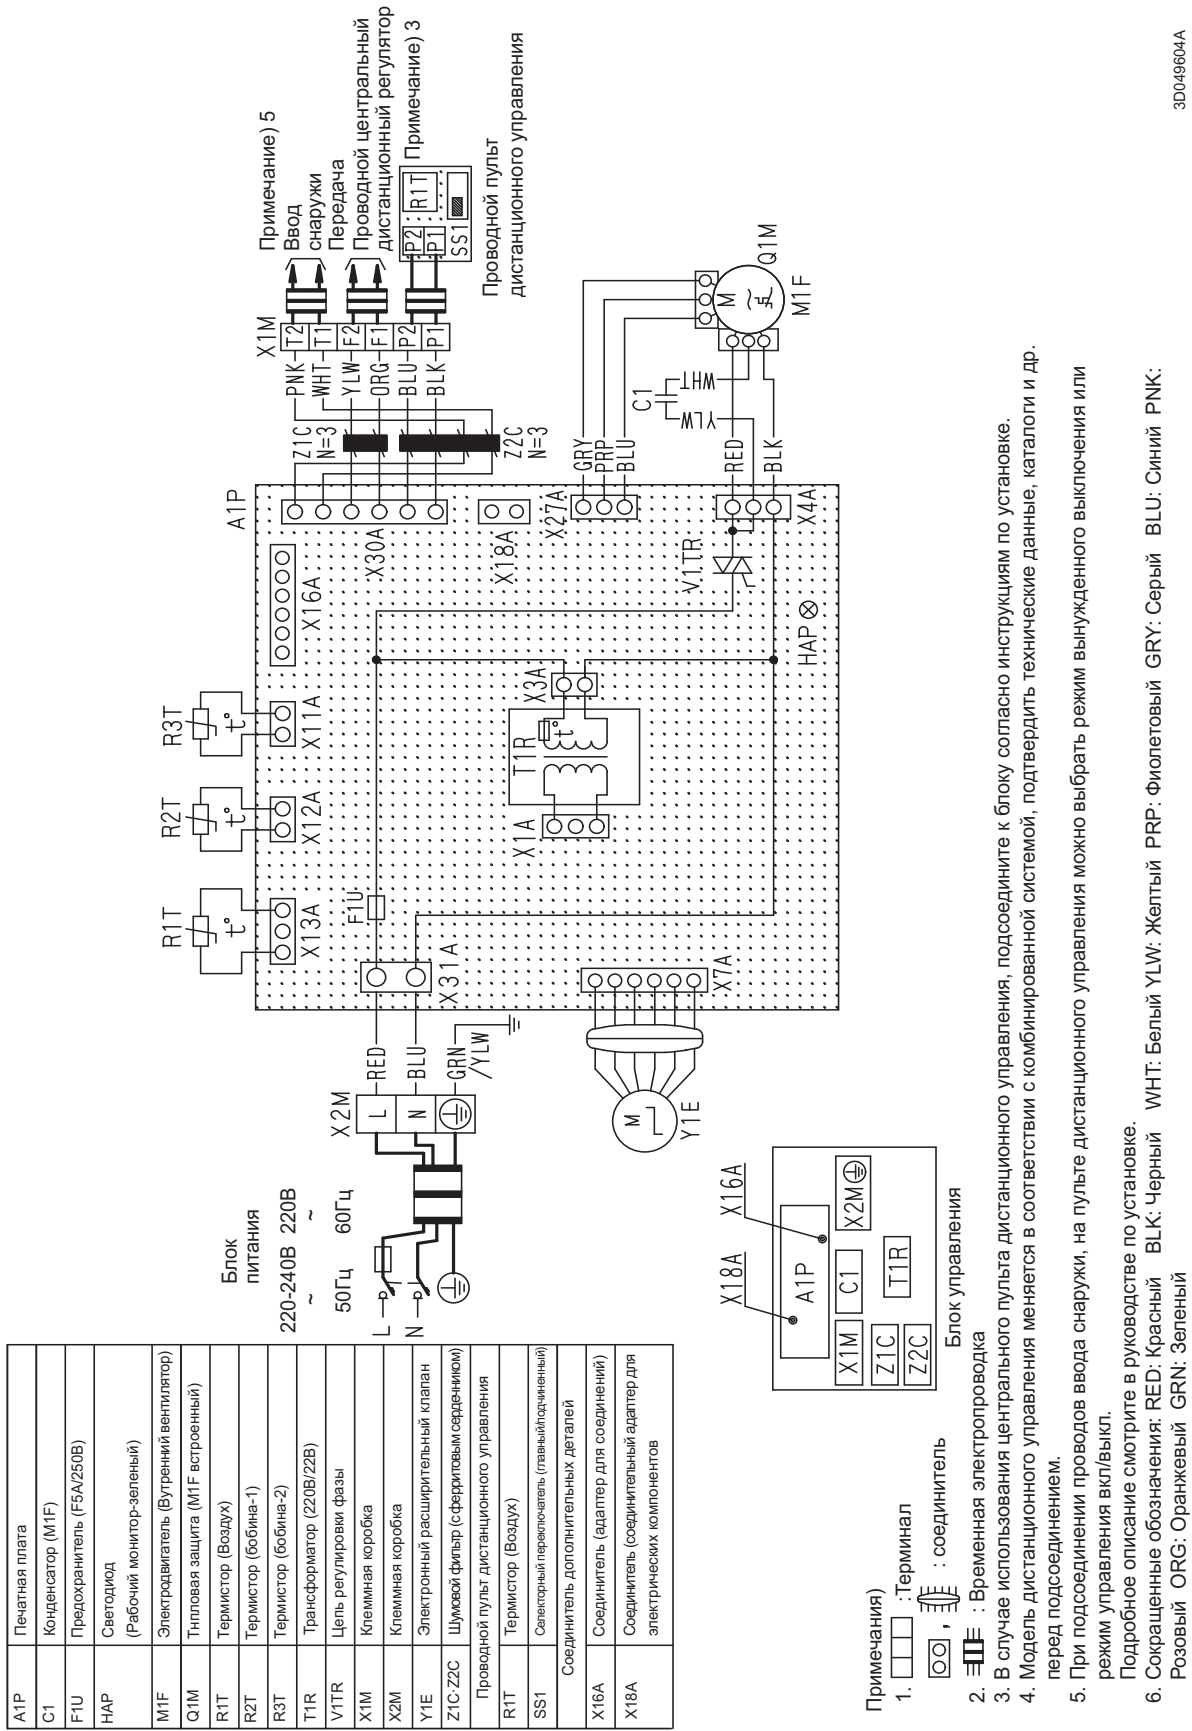 A1P Печатная плата
C1 Конденсатор (M1F)
F1U Предохранитель (F5A/250В)
HAP Светодиод
(Рабочий монитор-зеленый)
M1F Электродвигатель (Вутренний вентилятор)
Q1M Тнпловая защита (M1F встроенный)
R1T Термистор (Воздух)
R2T Термистор (бобина-1)
R3T Термистор (бобина-2)
T1R Трансформатор (220В/22В)
V1TR Цепь регулировки фазы
X1M Клеммная коробка
X2M Клеммная коробка
Y1E Электронный расширительный клапан
Z1C·Z2C Шумовой фильтр (с ферритовым сердечником)
Проводной пульт дистанционного управления
R1T Термистор (Воздух)
SS1 Селекторный переключатель (главный/подчиненный)
Соединитель дополнительных деталей
X16A Соединитель (адаптер для соединений)
X18A Соединитель (соединительный адаптер для
электрических компонентов
Блок
питания
220-240В 220В
~ ~
50Гц 60Гц
L
N
X2M
L
N
RED
BLU
GRN
/YLW
R1T
t°
X13A
R2T
t°
X12A
R3T
t°
X11A
X16A
A1P
X31A
F1U
X30A
X18A
X1A
T1R
t°
X3A
V1TR
HAP
X27A
X4A
X7A
M
Y1E
Z1C
N=3
Z2C
N=3
PNK
WHT
YLW
ORG
BLU
BLK
X1M
T2
T1
F2
F1
P2
P1
Примечание) 5
Ввод
снаружи
Передача
Проводной центральный
дистанционный регулятор
Примечание) 3
P2
P1
R1T
SS1
Проводной пульт
дистанционного управления
GRY
PRP
BLU
C1
YLW
WHT
RED
BLK
M
~
Q1M
M1F
X18A
X16A
A1P
X1M
C1
X2M
Z1C
Z2C
T1R
Блок управления
Примечания)
1. :Терминал
, : соединитель
2. : Временная электропроводка
3. В случае использования центрального пульта дистанционного управления, подсоедините к блоку согласно инструкциям по установке.
4. Модель дистанционного управления меняется в соответствии с комбинированной системой, подтвердить технические данные, каталоги и др.
перед подсоединением.
5. При подсоединении проводов ввода снаружи, на пульте дистанционного управления можно выбрать режим вынужденного выключения или
режим управления вкл/выкл.
Подробное описание смотрите в руководстве по установке.
6. Сокращенные обозначения: RED: Красный BLK: Черный WHT: Белый YLW: Желтый PRP: Фиолетовый GRY: Серый BLU: Синий PNK:
Розовый ORG: Оранжевый GRN: Зеленый
3D049604A